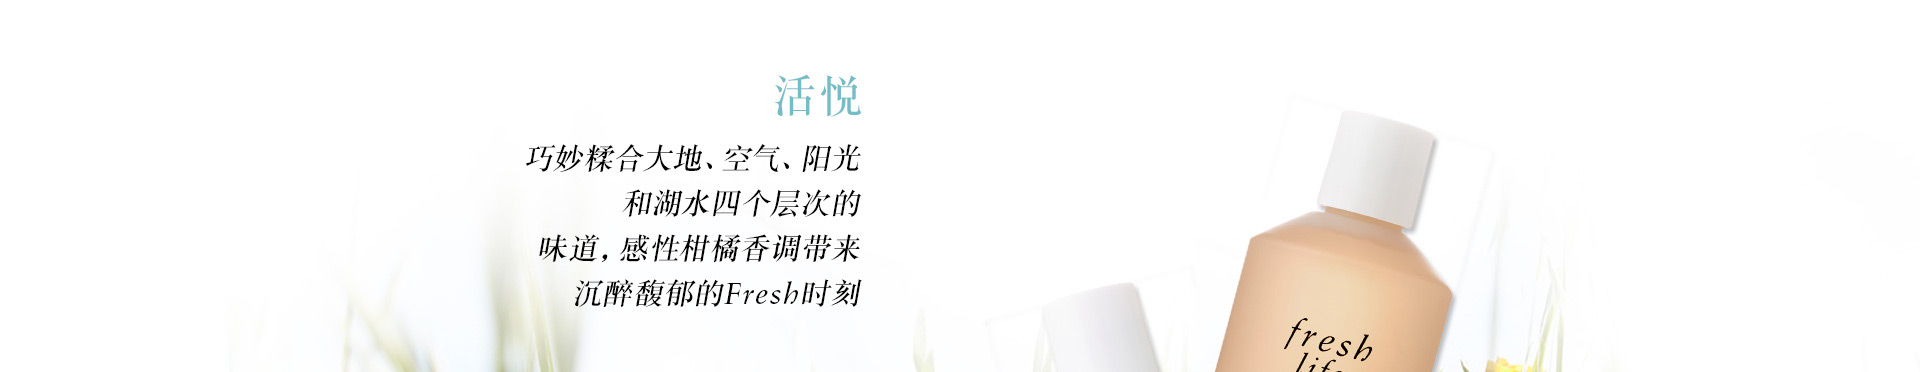 活悦
巧妙糅合大地、空气、阳光
和湖水四个层次的
味道，感性柑橘香调带来
沉醉馥郁的Fresh时刻
fresh
life